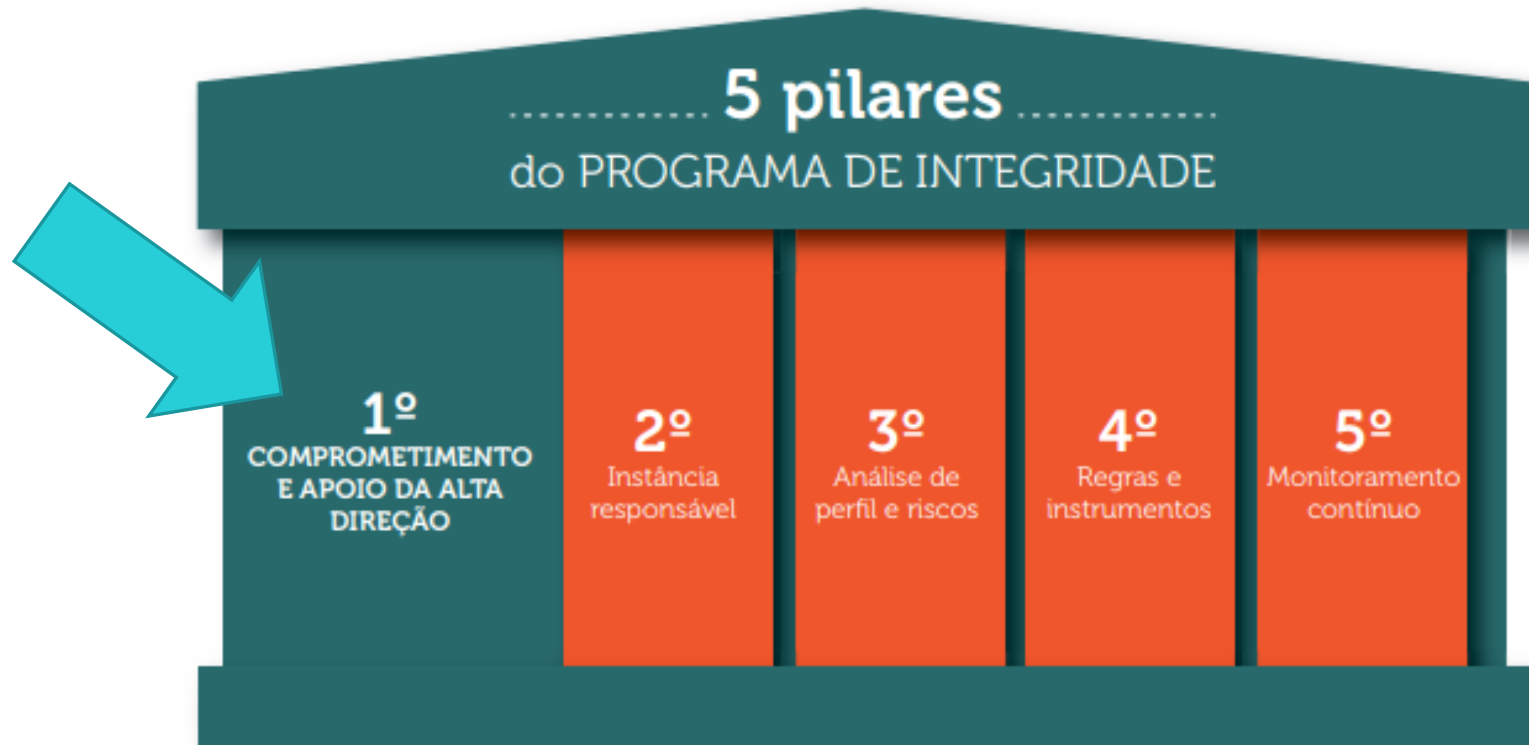 5 pilares
do PROGRAMA DE INTEGRIDADE
1º
COMPROMETIMENTO
E APOIO DA ALTA
DIREÇÃO
2º
Instância
responsável
3º
Análise de
perfil e riscos
4º
Regras e
instrumentos
5º
Monitoramento
contínuo